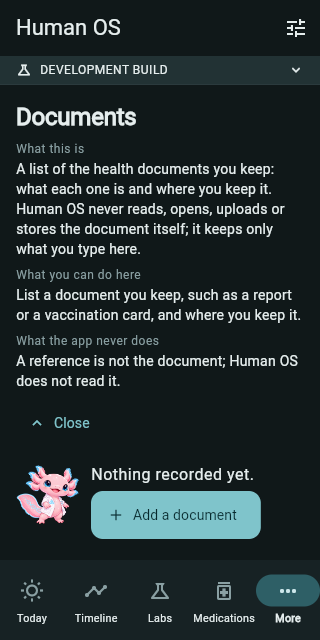 Human OS
DEVELOPMENT BUILD
Documents
What this is
A list of the health documents you keep:
what each one is and where you keep it.
Human OS never reads, opens, uploads or
stores the document itself; it keeps only
what you type here.
What you can do here
List a document you keep, such as a report
or a vaccination card, and where you keep it.
What the app never does
A reference is not the document; Human OS
does not read it.
Close
Nothing recorded yet.
+ Add a document
Today Timeline Labs Medications More